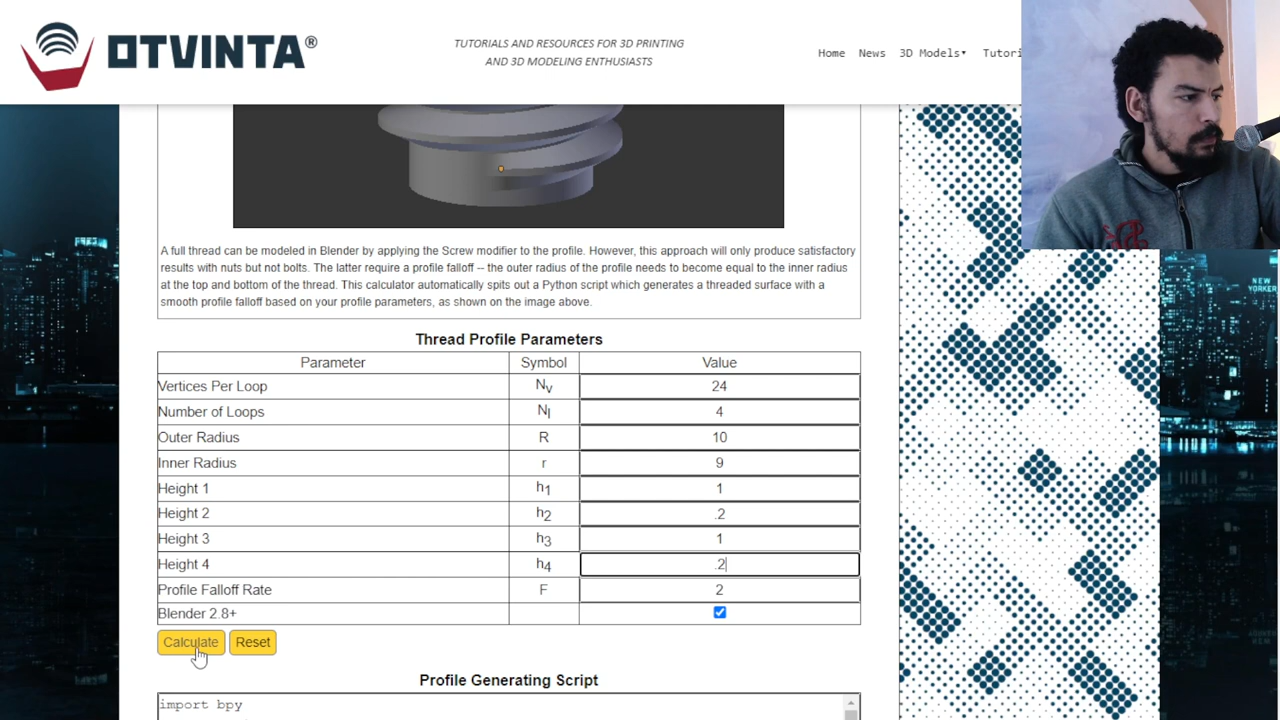 OTVINTA®
TUTORIALS AND RESOURCES FOR 3D PRINTING
AND 3D MODELING ENTHUSIASTS
Home News 3D Models▾ Tutori
A full thread can be modeled in Blender by applying the Screw modifier to the profile. However, this approach will only produce satisfactory
results with nuts but not bolts. The latter require a profile falloff -- the outer radius of the profile needs to become equal to the inner radius
at the top and bottom of the thread. This calculator automatically spits out a Python script which generates a threaded surface with a
smooth profile falloff based on your profile parameters, as shown on the image above.
Thread Profile Parameters
Parameter Symbol Value
Vertices Per Loop Nv 24
Number of Loops Nl 4
Outer Radius R 10
Inner Radius r 9
Height 1 h1 1
Height 2 h2 .2
Height 3 h3 1
Height 4 h4 .2
Profile Falloff Rate F 2
Blender 2.8+
Calculate Reset
Profile Generating Script
import bpy
NEW
YORKER